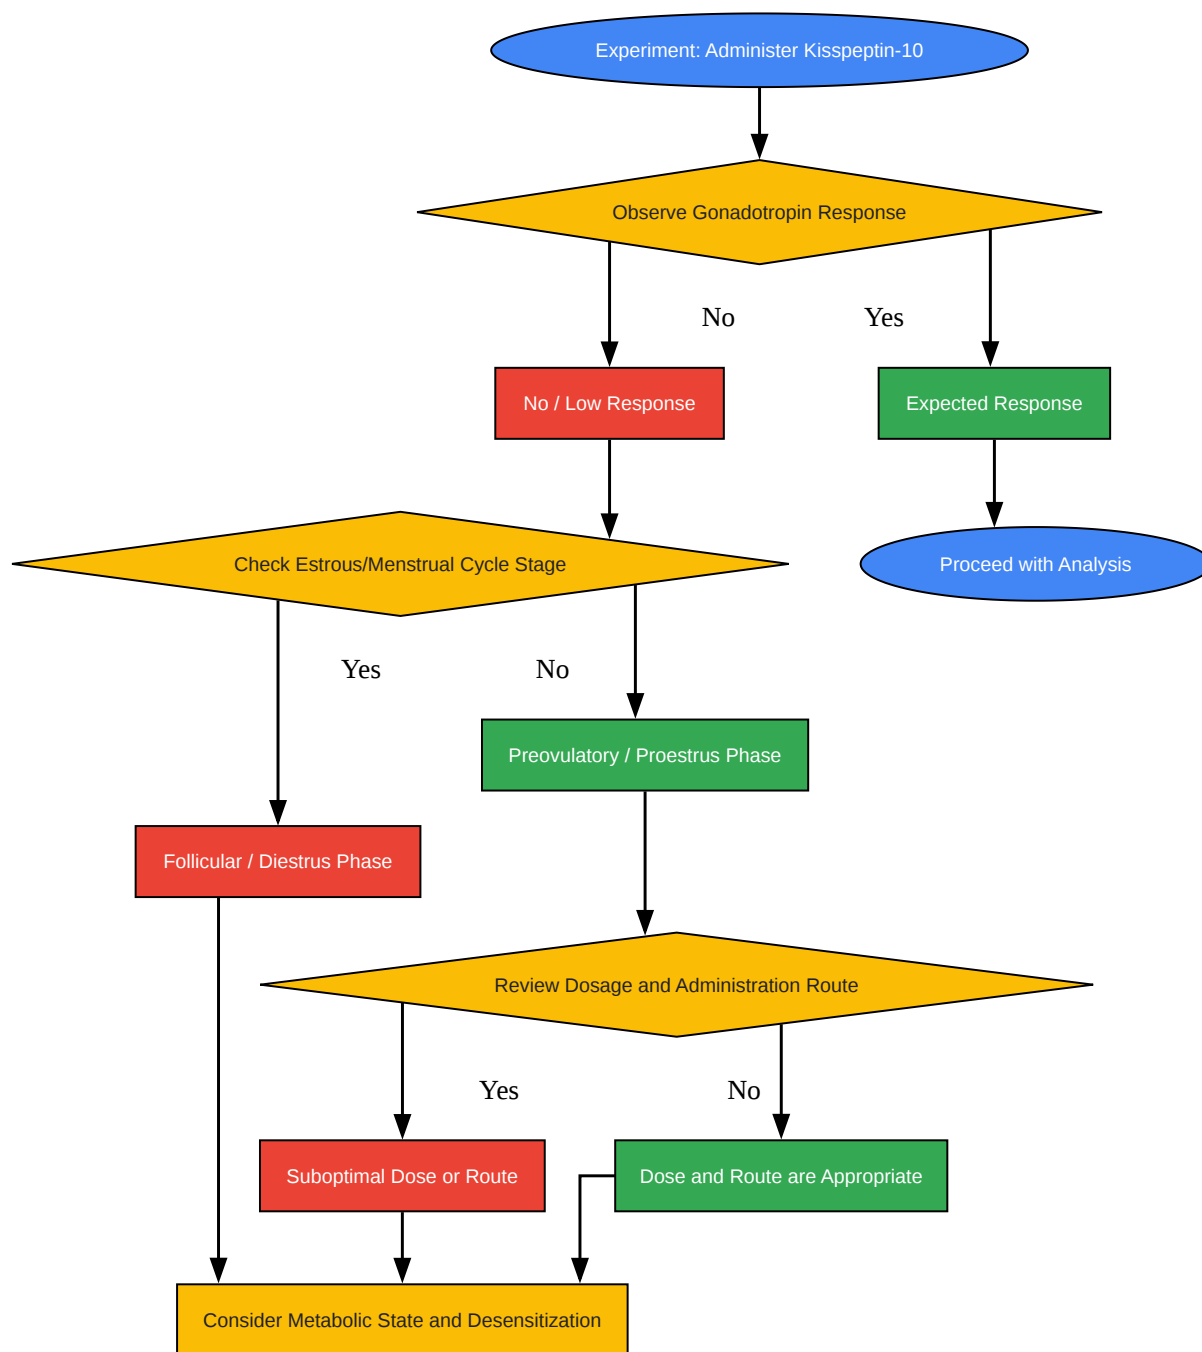 Experiment: Administer Kisspeptin-10
Observe Gonadotropin Response
No
Yes
No / Low Response
Expected Response
Check Estrous/Menstrual Cycle Stage
Proceed with Analysis
Yes
No
Preovulatory / Proestrus Phase
Follicular / Diestrus Phase
Review Dosage and Administration Route
Yes
No
Suboptimal Dose or Route
Dose and Route are Appropriate
Consider Metabolic State and Desensitization